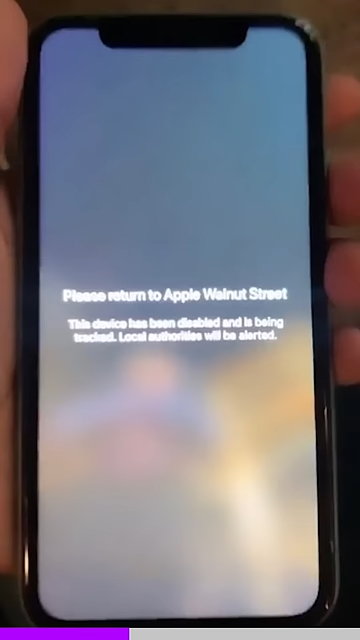 Please return to Apple Walnut Street
This device has been disabled and is being
tracked. Local authorities will be alerted.